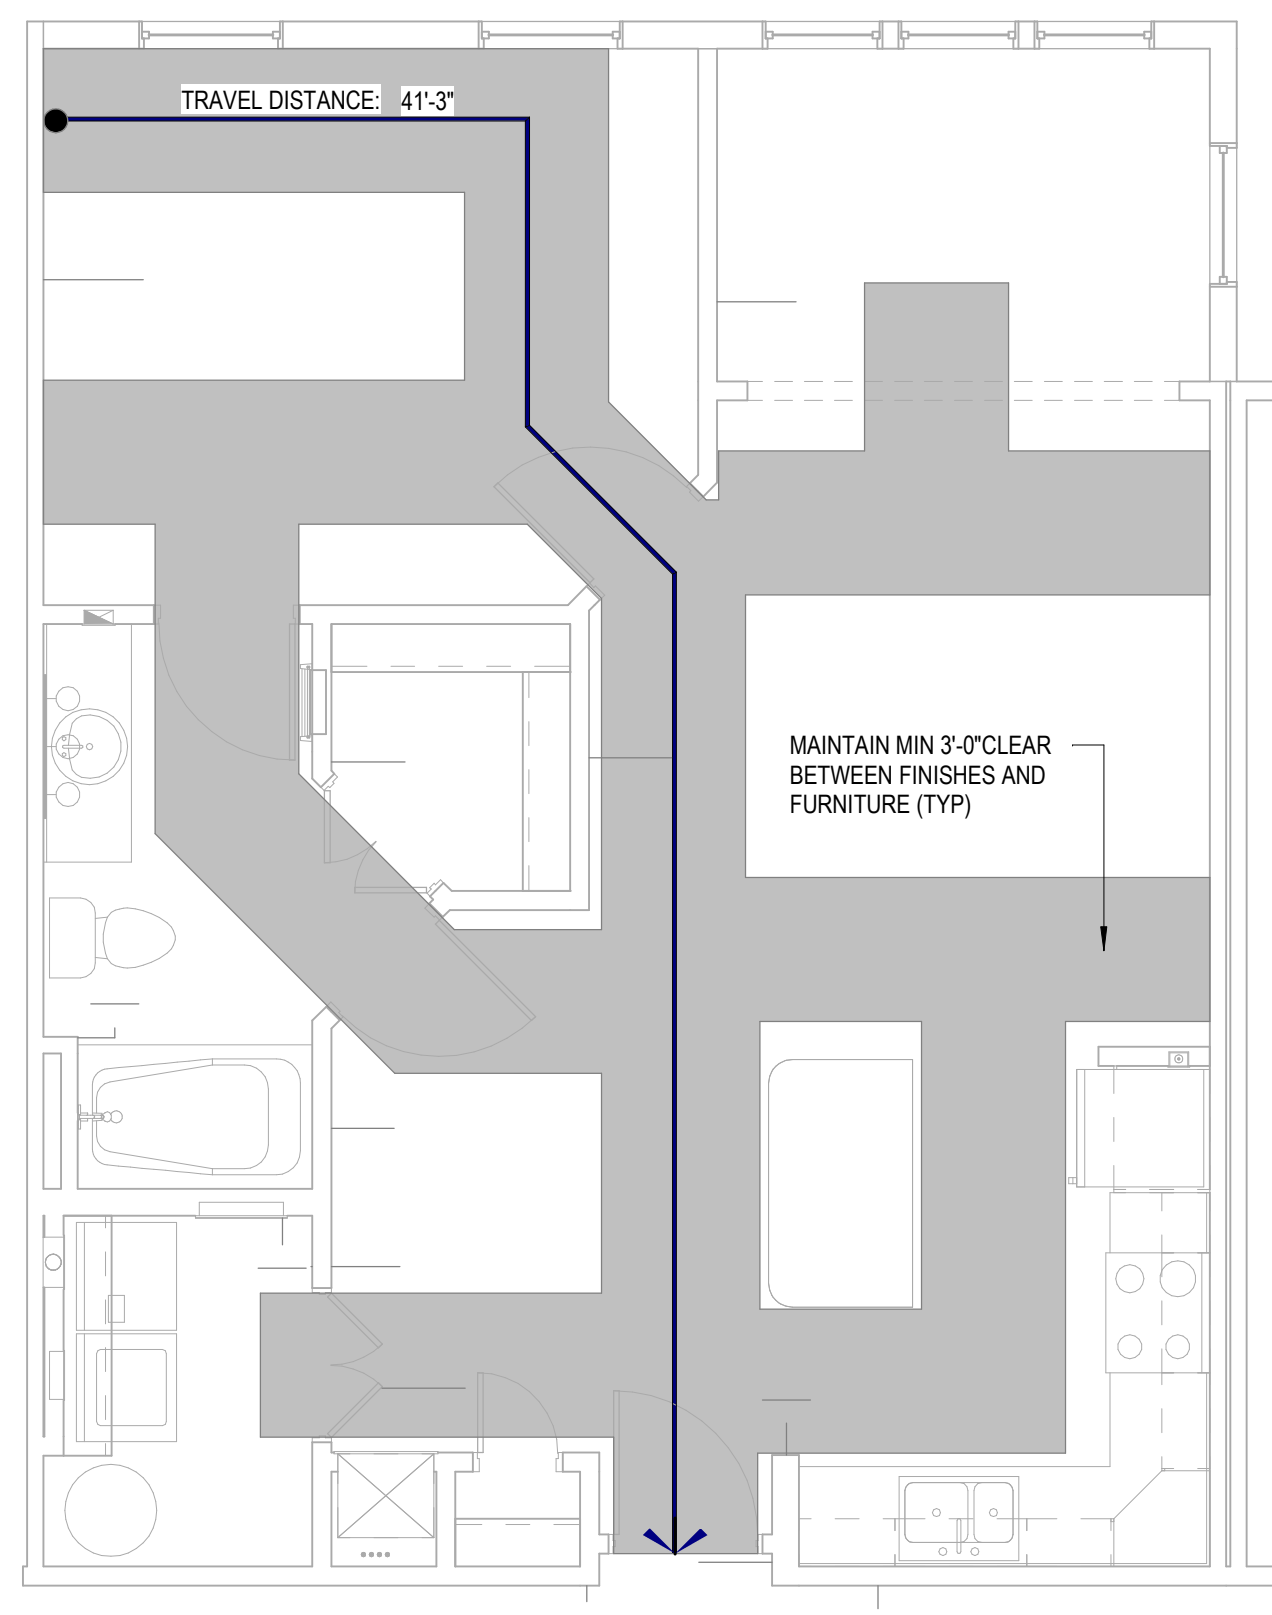 TRAVEL DISTANCE: 41'-3"
MAINTAIN MIN 3'-0"CLEAR
BETWEEN FINISHES AND
FURNITURE (TYP)